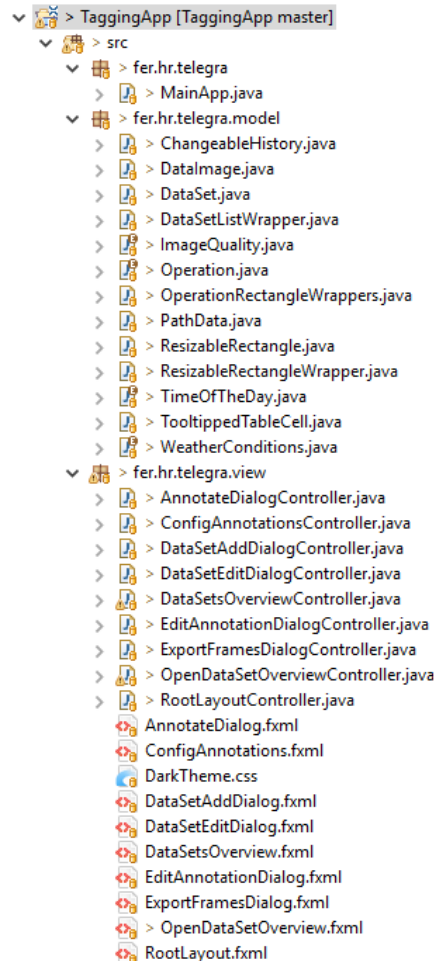 > TaggingApp [TaggingApp master]
> src
> fer.hr.telegra
> MainApp.java
> fer.hr.telegra.model
> ChangeableHistory.java
> DataImage.java
> DataSet.java
> DataSetListWrapper.java
> ImageQuality.java
> Operation.java
> OperationRectangleWrappers.java
> PathData.java
> ResizableRectangle.java
> ResizableRectangleWrapper.java
> TimeOfTheDay.java
> TooltippedTableCell.java
> WeatherConditions.java
> fer.hr.telegra.view
> AnnotateDialogController.java
> ConfigAnnotationsController.java
> DataSetAddDialogController.java
> DataSetEditDialogController.java
> DataSetsOverviewController.java
> EditAnnotationDialogController.java
> ExportFramesDialogController.java
> OpenDataSetOverviewController.java
> RootLayoutController.java
AnnotateDialog.fxml
ConfigAnnotations.fxml
DarkTheme.css
DataSetAddDialog.fxml
DataSetEditDialog.fxml
DataSetsOverview.fxml
EditAnnotationDialog.fxml
ExportFramesDialog.fxml
> OpenDataSetOverview.fxml
RootLayout.fxml